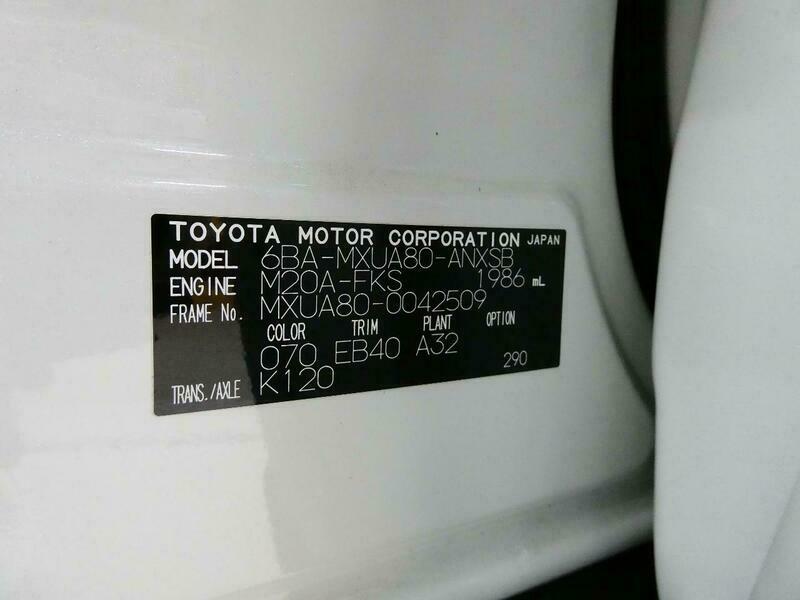 TOYOTA MOTOR CORPORATION JAPAN
MODEL 6BA-MXUA80-ANXSB
ENGINE M20A-FKS 1986 mL
FRAME No. MXUA80-0042509
COLOR TRIM PLANT OPTION
070 EB40 A32 290
TRANS./AXLE K120